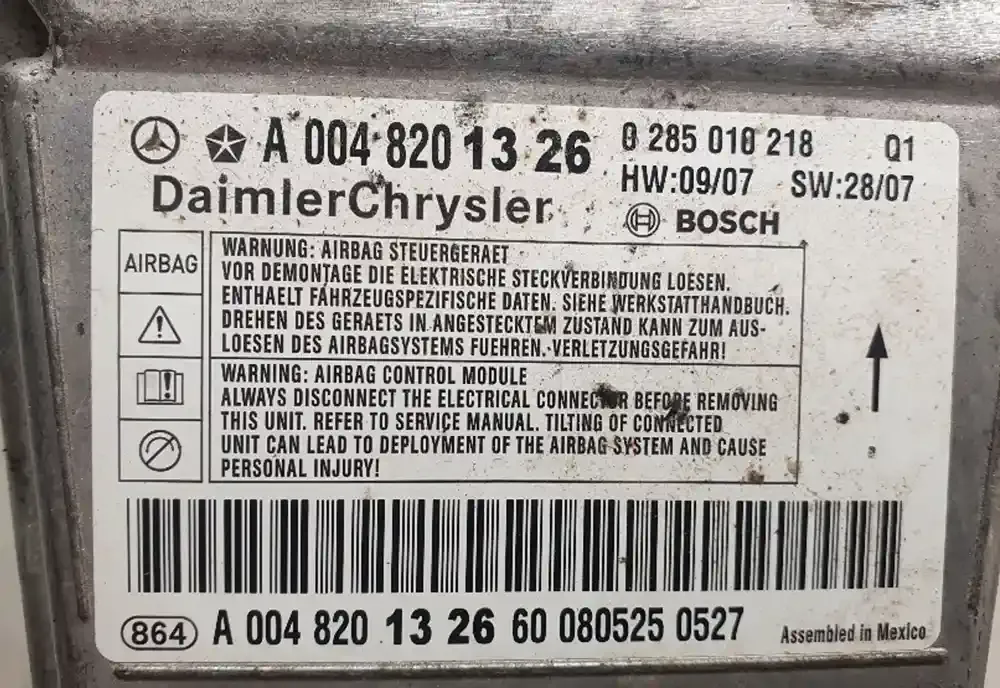 A 004 820 13 26
0 285 010 218 Q1
HW:09/07 SW:28/07
DaimlerChrysler
BOSCH
AIRBAG
WARNUNG: AIRBAG STEUERGERAET
VOR DEMONTAGE DIE ELEKTRISCHE STECKVERBINDUNG LOESEN.
ENTHAELT FAHRZEUGSPEZIFISCHE DATEN. SIEHE WERKSTATTHANDBUCH.
DREHEN DES GERAETS IN ANGESTECKTEM ZUSTAND KANN ZUM AUS-
LOESEN DES AIRBAGSYSTEMS FUEHREN. VERLETZUNGSGEFAHR!
WARNING: AIRBAG CONTROL MODULE
ALWAYS DISCONNECT THE ELECTRICAL CONNECTOR BEFORE REMOVING
THIS UNIT. REFER TO SERVICE MANUAL. TILTING OF CONNECTED
UNIT CAN LEAD TO DEPLOYMENT OF THE AIRBAG SYSTEM AND CAUSE
PERSONAL INJURY!
864 A 004 820 13 26 60 080525 0527
Assembled in Mexico